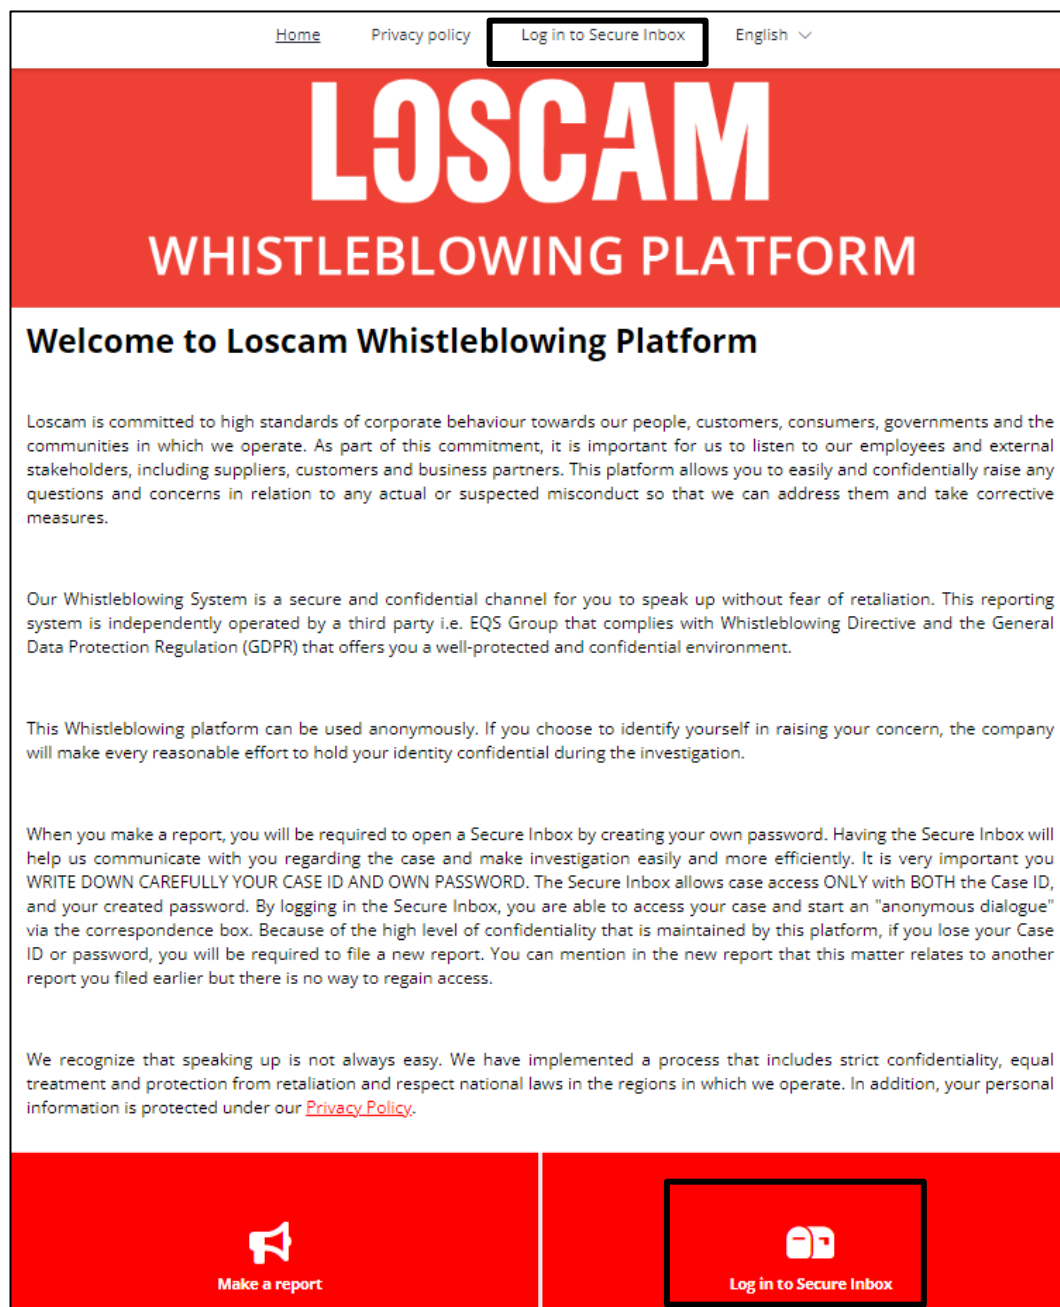 Home Privacy policy Log in to Secure Inbox English
LOSCAM
WHISTLEBLOWING PLATFORM
Welcome to Loscam Whistleblowing Platform
Loscam is committed to high standards of corporate behaviour towards our people, customers, consumers, governments and the
communities in which we operate. As part of this commitment, it is important for us to listen to our employees and external
stakeholders, including suppliers, customers and business partners. This platform allows you to easily and confidentially raise any
questions and concerns in relation to any actual or suspected misconduct so that we can address them and take corrective
measures.
Our Whistleblowing System is a secure and confidential channel for you to speak up without fear of retaliation. This reporting
system is independently operated by a third party i.e. EQS Group that complies with Whistleblowing Directive and the General
Data Protection Regulation (GDPR) that offers you a well-protected and confidential environment.
This Whistleblowing platform can be used anonymously. If you choose to identify yourself in raising your concern, the company
will make every reasonable effort to hold your identity confidential during the investigation.
When you make a report, you will be required to open a Secure Inbox by creating your own password. Having the Secure Inbox will
help us communicate with you regarding the case and make investigation easily and more efficiently. It is very important you
WRITE DOWN CAREFULLY YOUR CASE ID AND OWN PASSWORD. The Secure Inbox allows case access ONLY with BOTH the Case ID,
and your created password. By logging in the Secure Inbox, you are able to access your case and start an "anonymous dialogue"
via the correspondence box. Because of the high level of confidentiality that is maintained by this platform, if you lose your Case
ID or password, you will be required to file a new report. You can mention in the new report that this matter relates to another
report you filed earlier but there is no way to regain access.
We recognize that speaking up is not always easy. We have implemented a process that includes strict confidentiality, equal
treatment and protection from retaliation and respect national laws in the regions in which we operate. In addition, your personal
information is protected under our Privacy Policy.
Make a report
Log in to Secure Inbox